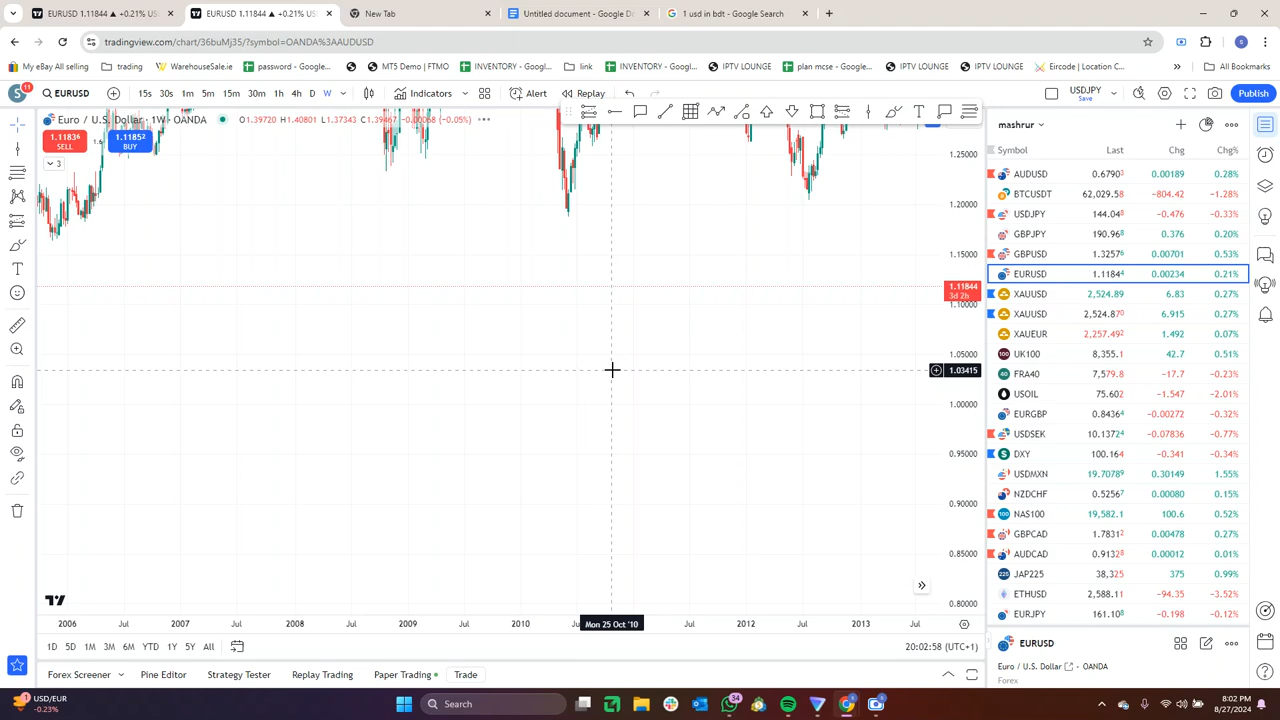 EURUSD 1.11844 ▲ +0.21% US
EURUSD 1.11844 ▲ +0.21% US
New Tab
Untitled document - Google Do
1 usd in bdt - Google Search
tradingview.com/chart/36buMj35/?symbol=OANDA%3AAUDUSD
My eBay All selling
trading
WarehouseSale.ie
password - Google...
MT5 Demo | FTMO
INVENTORY - Googl...
link
INVENTORY - Googl...
IPTV LOUNGE
plan mcse - Google...
IPTV LOUNGE
IPTV LOUNGE
Eircode | Location C...
All Bookmarks
S
11
EURUSD
15s 30s 1m 5m 15m 30m 1h 4h D W
Indicators
Alert
Replay
USDJPY
Save
Publish
Euro / U.S. Dollar · 1W · OANDA
O1.39720 H1.40801 L1.37343 C1.39467 −0.00068 (−0.05%)
1.11836
SELL
1.6
1.11852
BUY
3
1.25000
1.20000
1.15000
1.11844
3d 2h
1.10000
1.05000
1.03415
1.00000
0.95000
0.90000
0.85000
0.80000
2006 Jul 2007 Jul 2008 Jul 2009 Jul 2010 Mon 25 Oct '10 Jul 2012 Jul 2013 Jul
1D 5D 1M 3M 6M YTD 1Y 5Y All
20:02:58 (UTC+1)
Forex Screener
Pine Editor
Strategy Tester
Replay Trading
Paper Trading
Trade
mashrur
Symbol Last Chg Chg%
AUDUSD 0.67903 0.00189 0.28%
BTCUSDT 62,029.58 −804.42 −1.28%
USDJPY 144.048 −0.476 −0.33%
GBPJPY 190.968 0.376 0.20%
GBPUSD 1.32576 0.00701 0.53%
EURUSD 1.11844 0.00234 0.21%
XAUUSD 2,524.89 6.83 0.27%
XAUUSD 2,524.870 6.915 0.27%
XAUEUR 2,257.492 1.492 0.07%
UK100 8,355.1 42.7 0.51%
FRA40 7,579.8 −17.7 −0.23%
USOIL 75.602 −1.547 −2.01%
EURGBP 0.84364 −0.00272 −0.32%
USDSEK 10.13724 −0.07836 −0.77%
DXY 100.164 −0.341 −0.34%
USDMXN 19.70789 0.30149 1.55%
NZDCHF 0.52567 0.00080 0.15%
NAS100 19,582.1 100.6 0.52%
GBPCAD 1.78312 0.00478 0.27%
AUDCAD 0.91328 0.00012 0.01%
JAP225 38,325 375 0.99%
ETHUSD 2,588.11 −94.35 −3.52%
EURJPY 161.108 −0.198 −0.12%
EURUSD
Euro / U.S. Dollar · OANDA
Forex
USD/EUR
-0.23%
Search
34
8:02 PM
8/27/2024